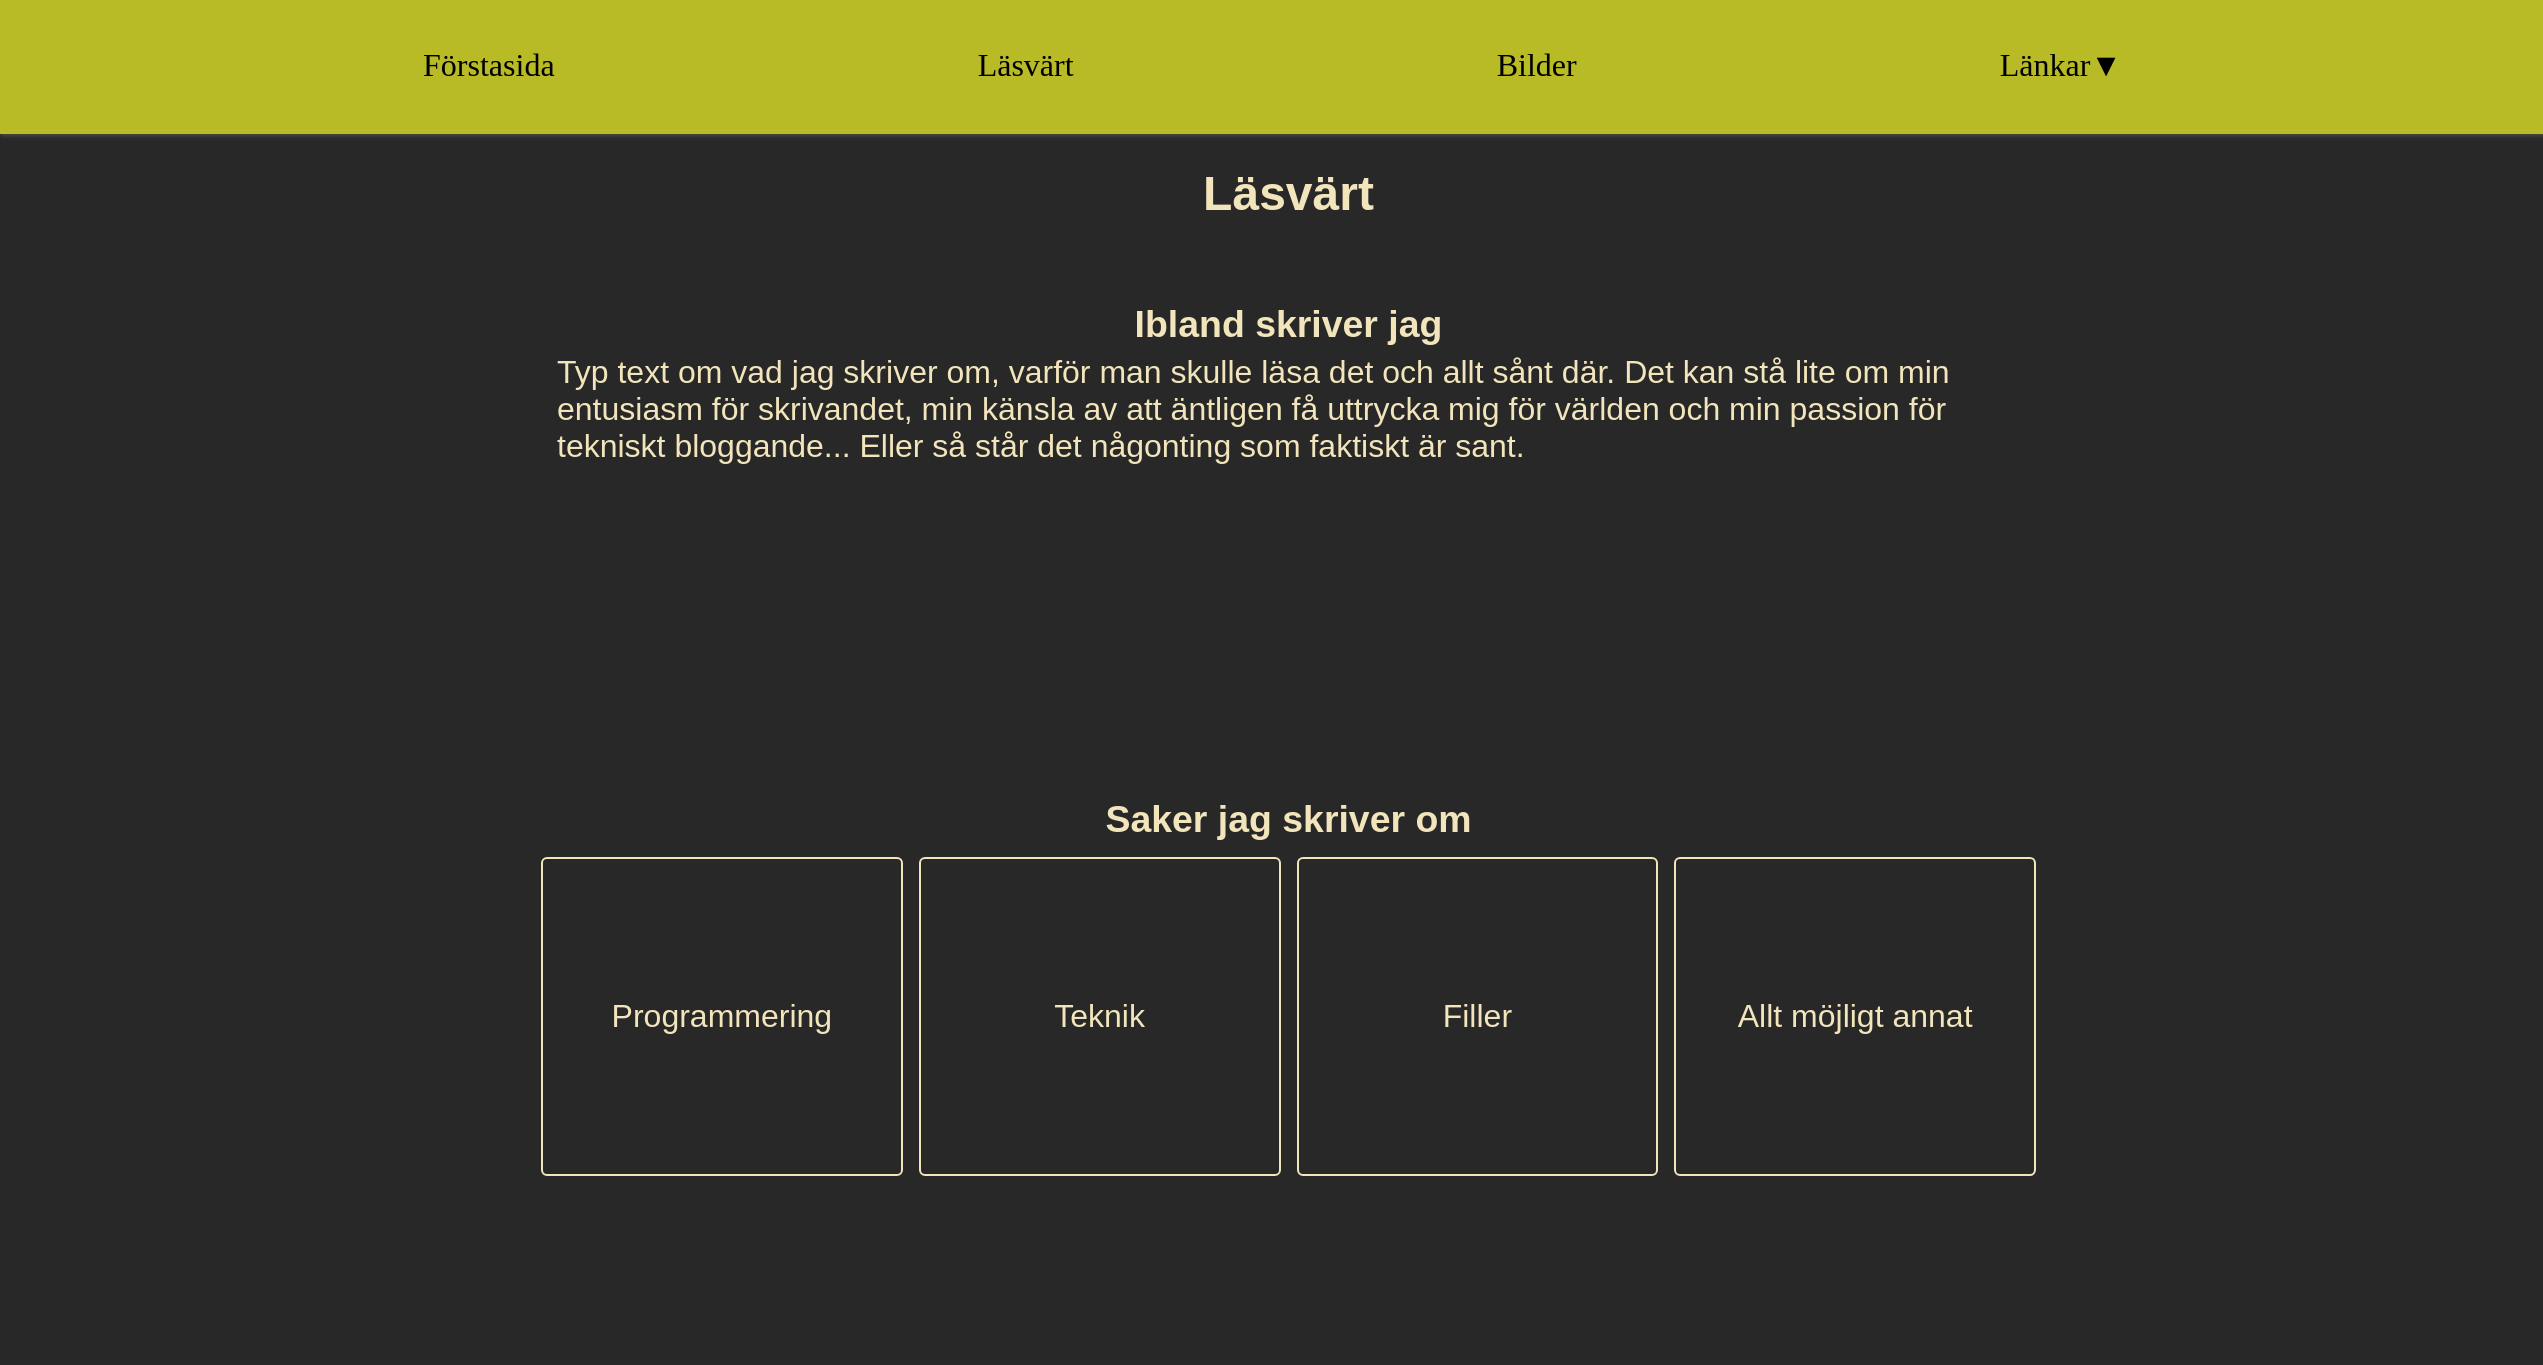 Förstasida
Läsvärt
Bilder
Länkar▼
Läsvärt
Ibland skriver jag
Typ text om vad jag skriver om, varför man skulle läsa det och allt sånt där. Det kan stå lite om min
entusiasm för skrivandet, min känsla av att äntligen få uttrycka mig för världen och min passion för
tekniskt bloggande... Eller så står det någonting som faktiskt är sant.
Saker jag skriver om
Programmering
Teknik
Filler
Allt möjligt annat